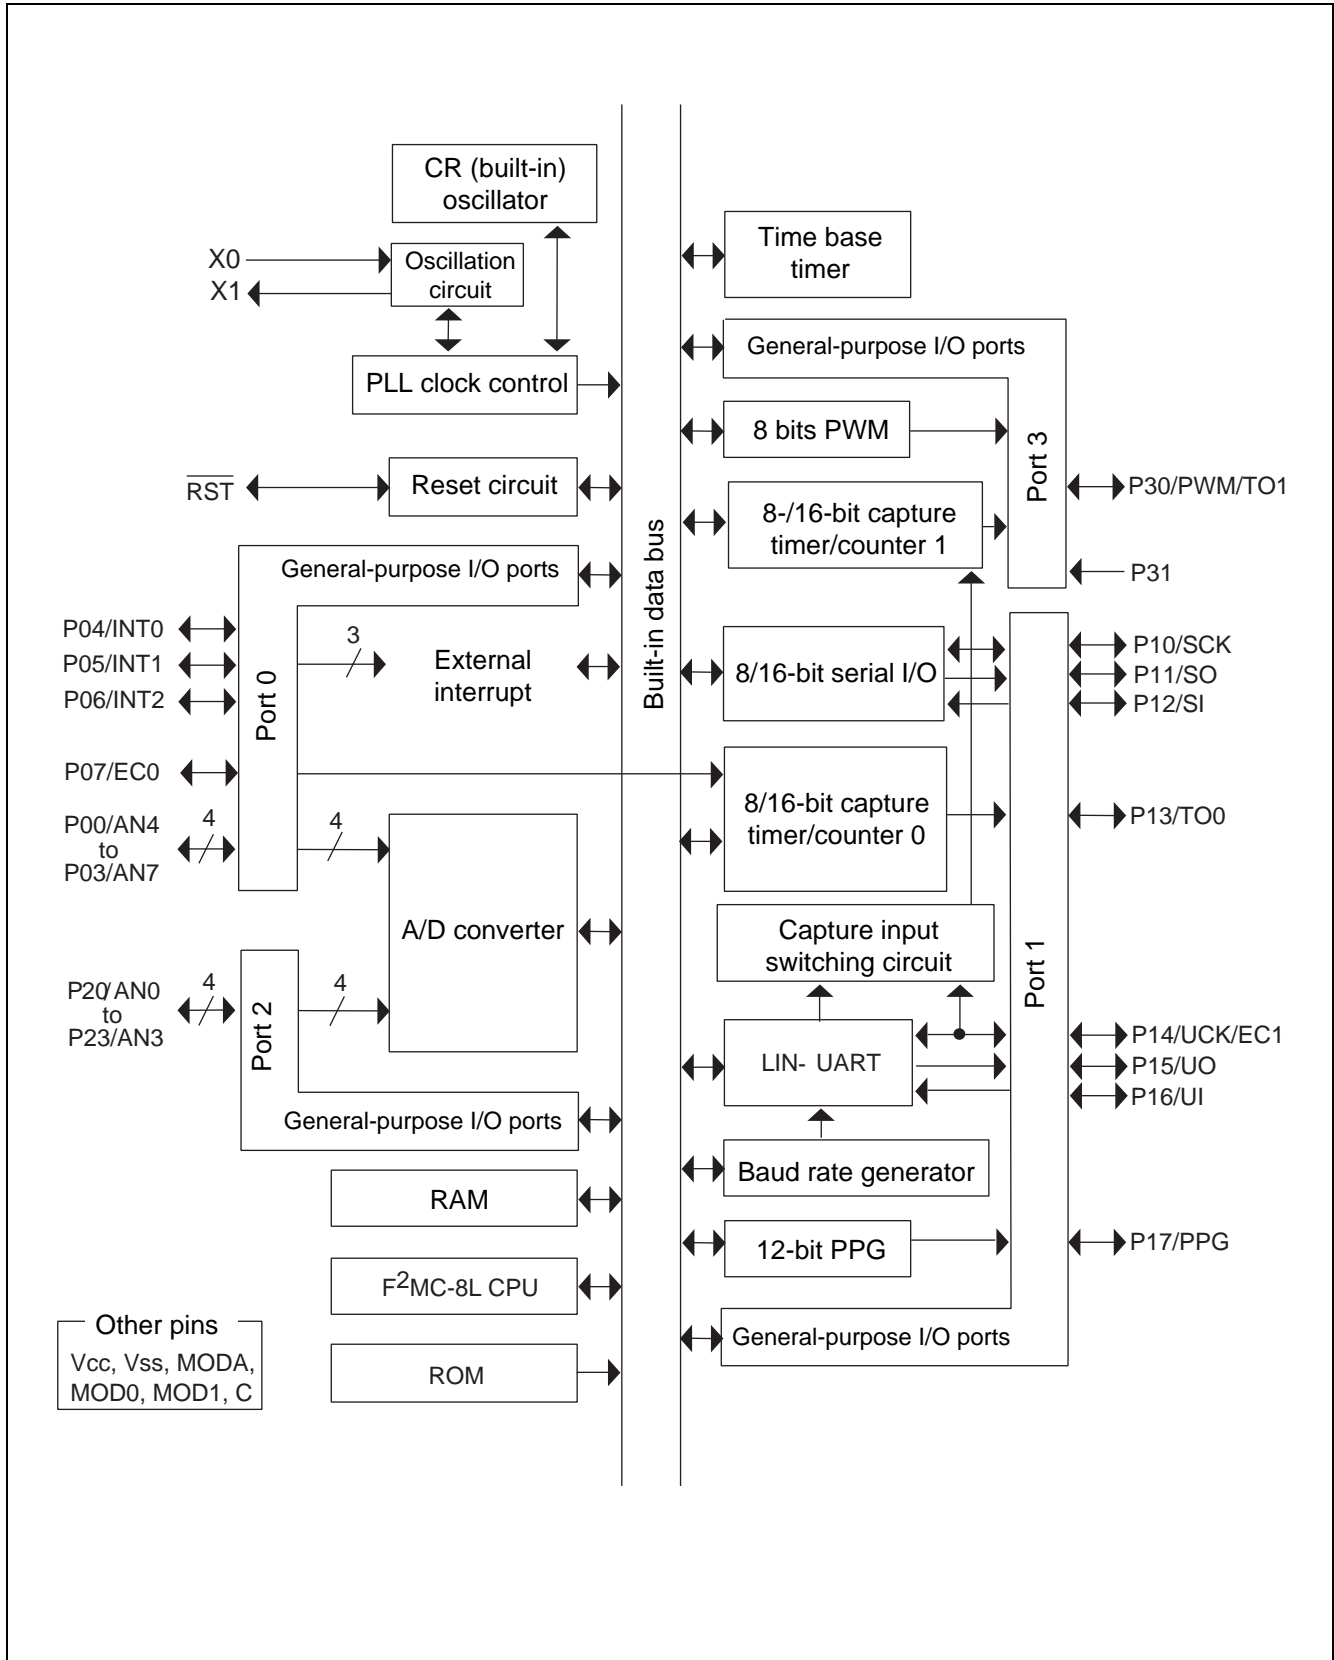 CR (built-in)
oscillator
X0
X1
Oscillation
circuit
PLL clock control
RST
Reset circuit
General-purpose I/O ports
P04/INT0
P05/INT1
P06/INT2
P07/EC0
P00/AN4
to
P03/AN7
4
Port 0
3
External
interrupt
4
A/D converter
P20/AN0
to
P23/AN3
4
Port 2
4
General-purpose I/O ports
RAM
F2MC-8L CPU
ROM
Other pins
Vcc, Vss, MODA,
MOD0, MOD1, C
Built-in data bus
Time base
timer
General-purpose I/O ports
8 bits PWM
Port 3
P30/PWM/TO1
8-/16-bit capture
timer/counter 1
P31
8/16-bit serial I/O
P10/SCK
P11/SO
P12/SI
8/16-bit capture
timer/counter 0
P13/TO0
Capture input
switching circuit
Port 1
LIN- UART
P14/UCK/EC1
P15/UO
P16/UI
Baud rate generator
12-bit PPG
P17/PPG
General-purpose I/O ports